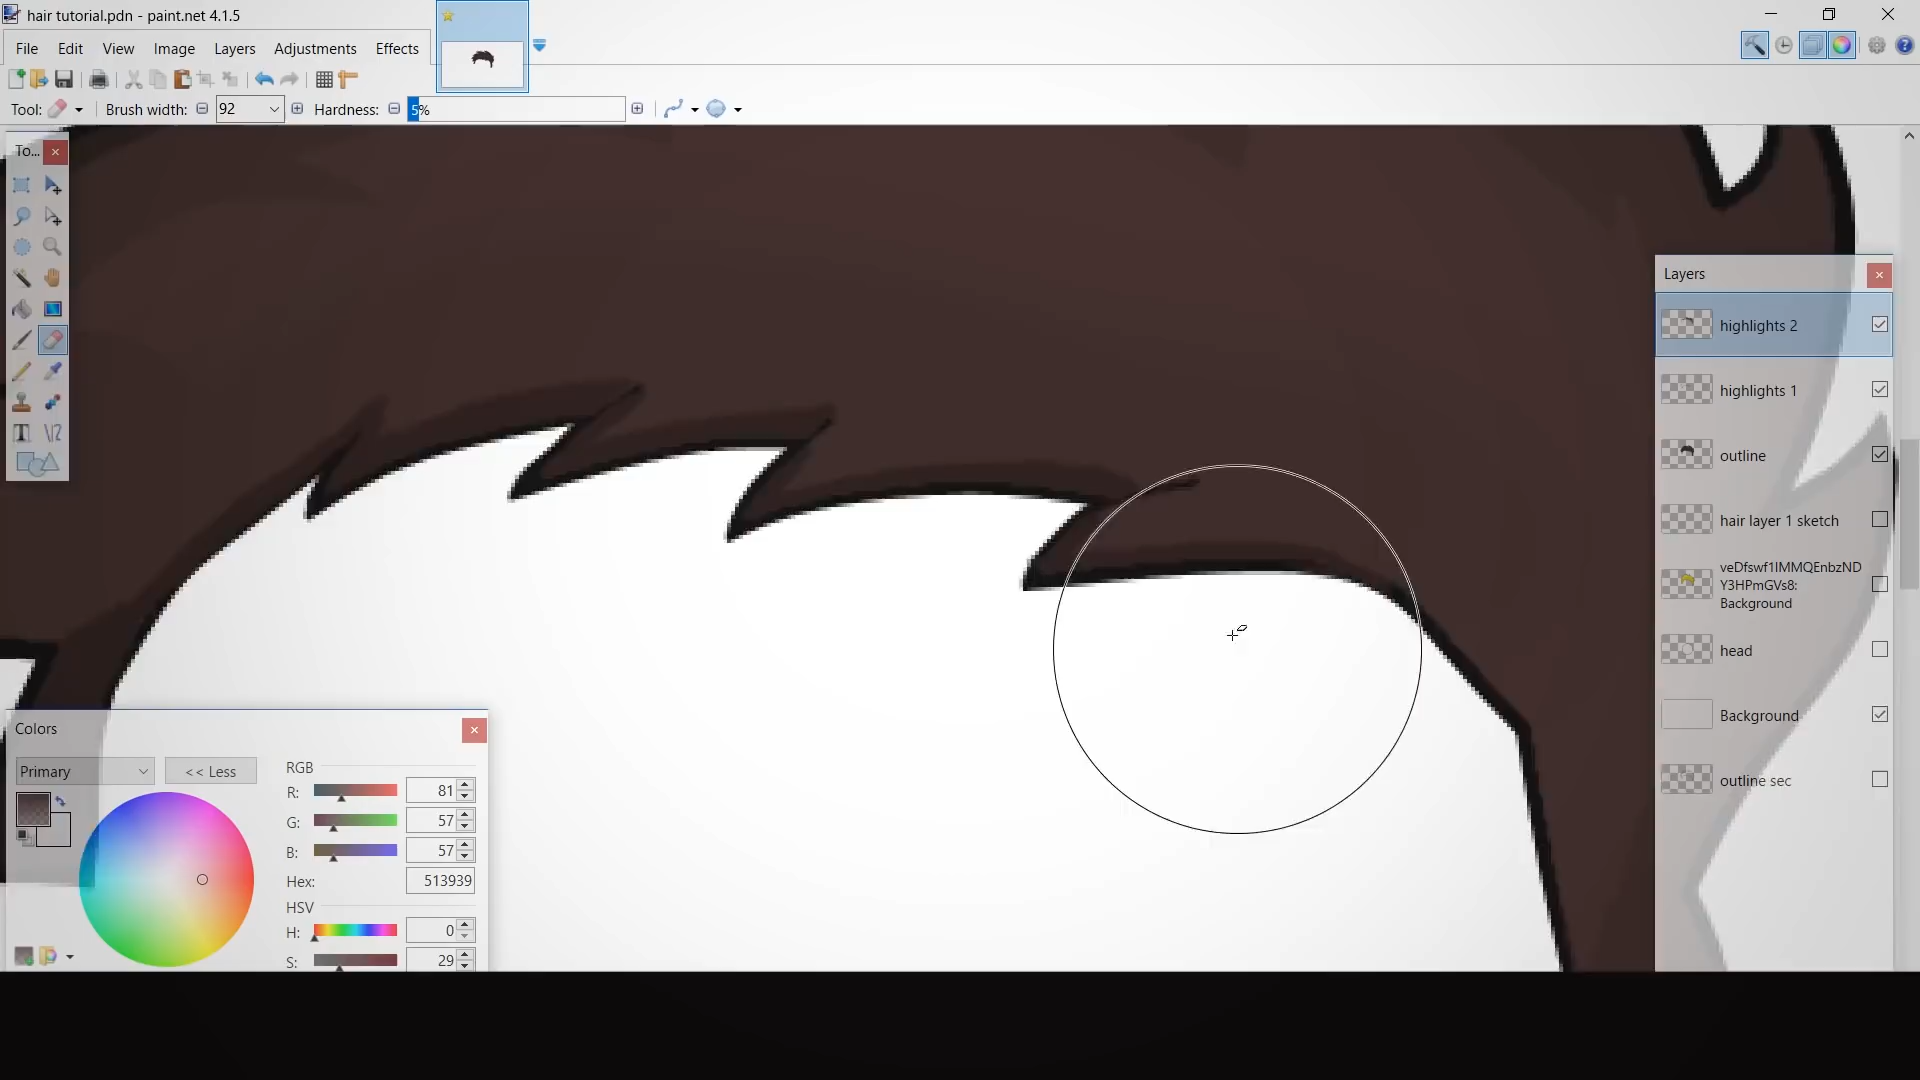 hair tutorial.pdn - paint.net 4.1.5
File Edit View Image Layers Adjustments Effects
Tool: Brush width: 92 Hardness: 5%
To...
Layers
highlights 2
highlights 1
outline
hair layer 1 sketch
veDfswf1IMMQEnbzND
Y3HPmGVs8:
Background
head
Background
outline sec
Colors
Primary << Less
RGB
R: 81
G: 57
B: 57
Hex: 513939
HSV
H: 0
S: 29